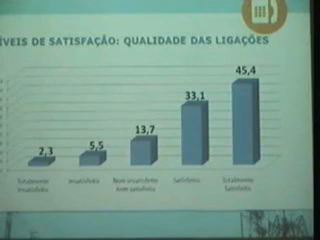 ÍVEIS DE SATISFAÇÃO: QUALIDADE DAS LIGAÇÕES
45,4
33,1
13,7
5,5
2,3
Totalmente Insatisfeito
Insatisfeito
Nem insatisfeito Nem satisfeito
Satisfeito
Totalmente Satisfeito